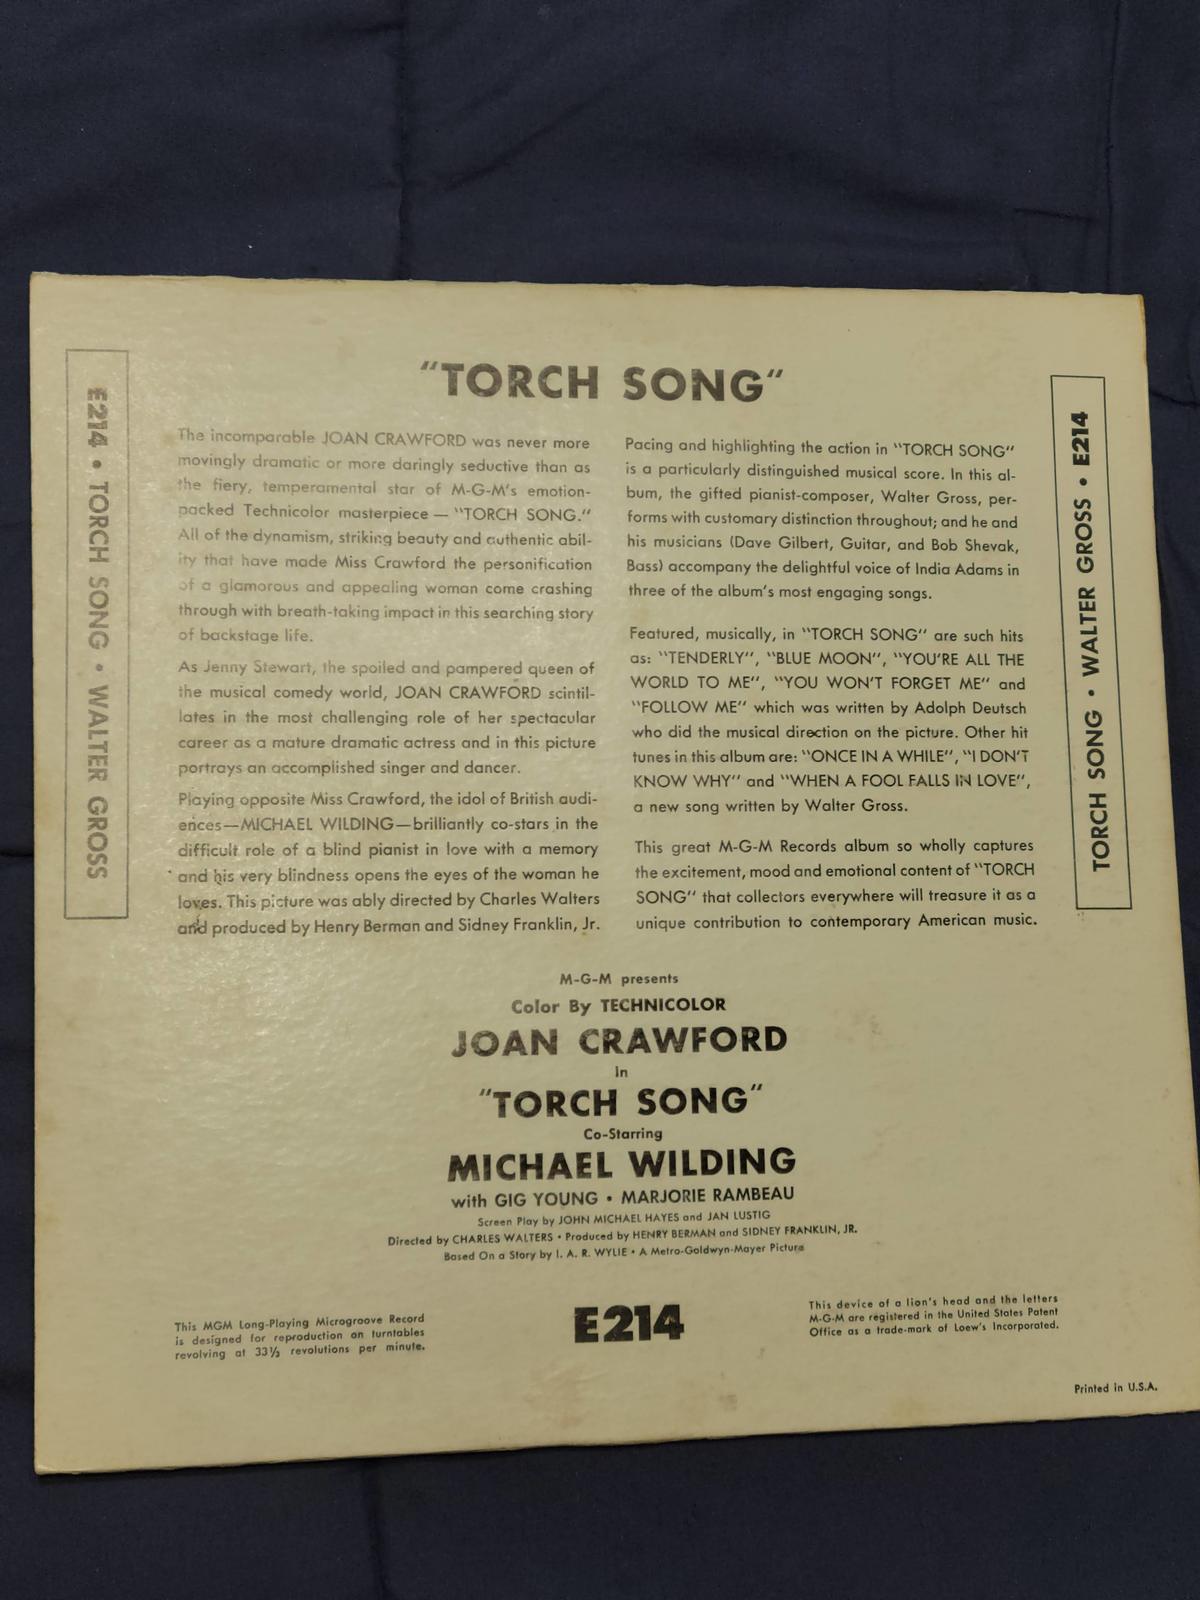 "TORCH SONG"
The incomparable JOAN CRAWFORD was never more
movingly dramatic or more daringly seductive than as
the fiery, temperamental star of M-G-M's emotion-
packed Technicolor masterpiece — "TORCH SONG."
All of the dynamism, striking beauty and authentic abil-
ity that have made Miss Crawford the personification
of a glamorous and appealing woman come crashing
through with breath-taking impact in this searching story
of backstage life.
As Jenny Stewart, the spoiled and pampered queen of
the musical comedy world, JOAN CRAWFORD scintil-
lates in the most challenging role of her spectacular
career as a mature dramatic actress and in this picture
portrays an accomplished singer and dancer.
Playing opposite Miss Crawford, the idol of British audi-
ences—MICHAEL WILDING—brilliantly co-stars in the
difficult role of a blind pianist in love with a memory
and his very blindness opens the eyes of the woman he
loves. This picture was ably directed by Charles Walters
and produced by Henry Berman and Sidney Franklin, Jr.
Pacing and highlighting the action in "TORCH SONG"
is a particularly distinguished musical score. In this al-
bum, the gifted pianist-composer, Walter Gross, per-
forms with customary distinction throughout; and he and
his musicians (Dave Gilbert, Guitar, and Bob Shevak,
Bass) accompany the delightful voice of India Adams in
three of the album's most engaging songs.
Featured, musically, in "TORCH SONG" are such hits
as: "TENDERLY", "BLUE MOON", "YOU'RE ALL THE
WORLD TO ME", "YOU WON'T FORGET ME" and
"FOLLOW ME" which was written by Adolph Deutsch
who did the musical direction on the picture. Other hit
tunes in this album are: "ONCE IN A WHILE", "I DON'T
KNOW WHY" and "WHEN A FOOL FALLS IN LOVE",
a new song written by Walter Gross.
This great M-G-M Records album so wholly captures
the excitement, mood and emotional content of "TORCH
SONG" that collectors everywhere will treasure it as a
unique contribution to contemporary American music.
E214 • TORCH SONG • WALTER GROSS
TORCH SONG • WALTER GROSS • E214
M-G-M presents
Color By TECHNICOLOR
JOAN CRAWFORD
in
"TORCH SONG"
Co-Starring
MICHAEL WILDING
with GIG YOUNG • MARJORIE RAMBEAU
Screen Play by JOHN MICHAEL HAYES and JAN LUSTIG
Directed by CHARLES WALTERS • Produced by HENRY BERMAN and SIDNEY FRANKLIN, JR.
Based On a Story by I. A. R. WYLIE • A Metro-Goldwyn-Mayer Picture
This MGM Long-Playing Microgroove Record
is designed for reproduction on turntables
revolving at 33⅓ revolutions per minute.
E214
This device of a lion's head and the letters
M-G-M are registered in the United States Patent
Office as a trade-mark of Loew's Incorporated.
Printed in U.S.A.